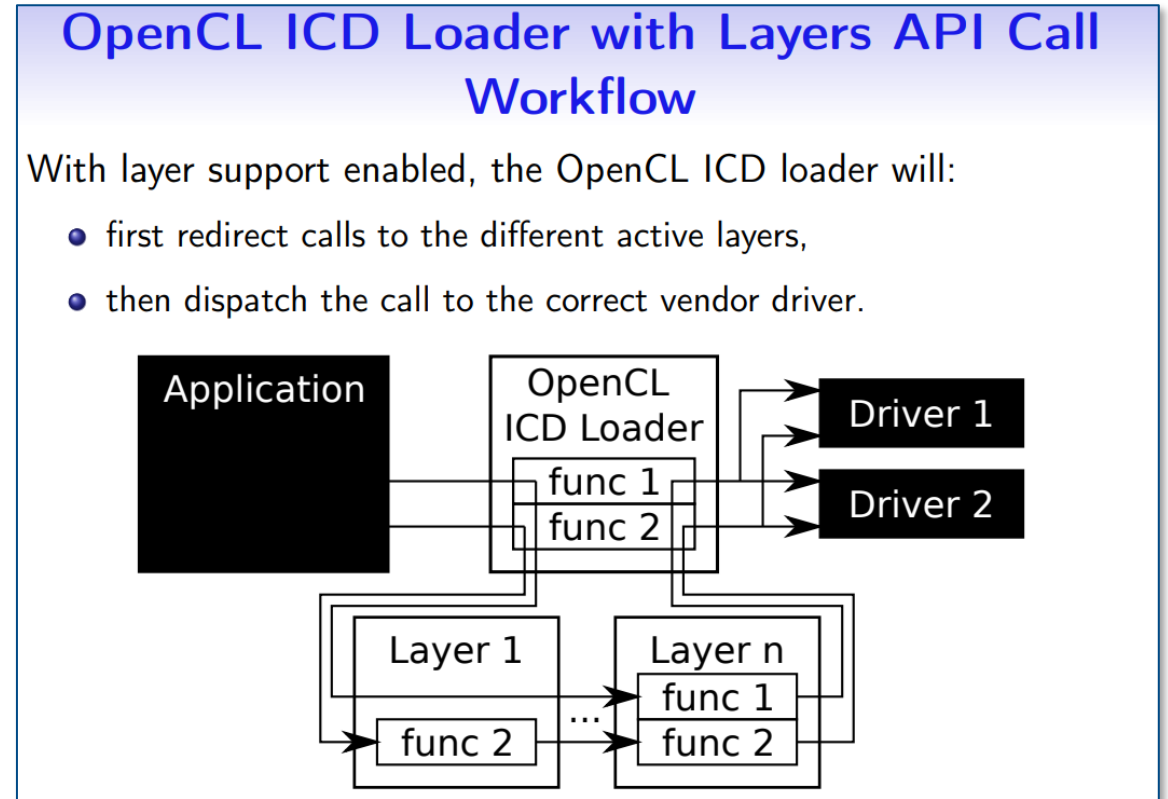 OpenCL ICD Loader with Layers API Call
Workflow
With layer support enabled, the OpenCL ICD loader will:
first redirect calls to the different active layers,
then dispatch the call to the correct vendor driver.
Application
OpenCL
ICD Loader
func 1
func 2
Driver 1
Driver 2
Layer 1
func 2
...
Layer n
func 1
func 2